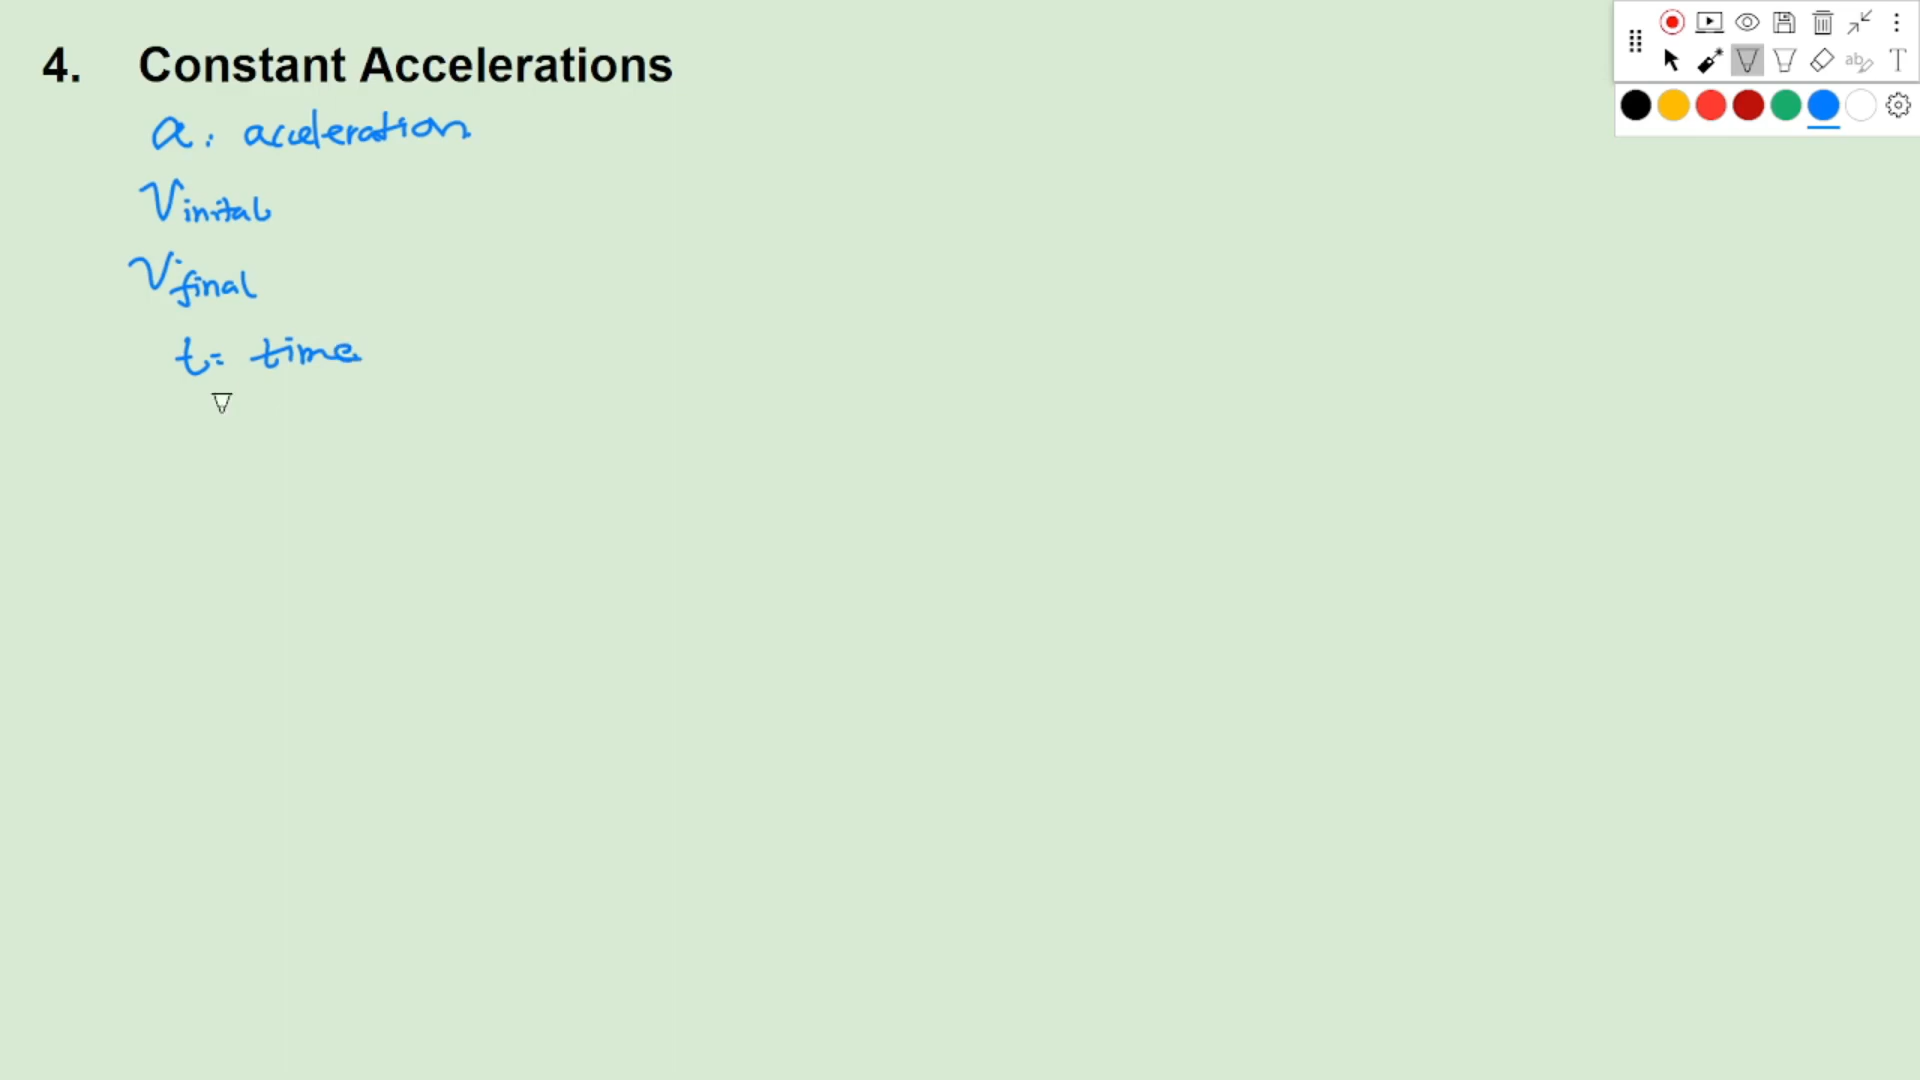 4. Constant Accelerations
a: acceleration
Vinital
Vfinal
t= time